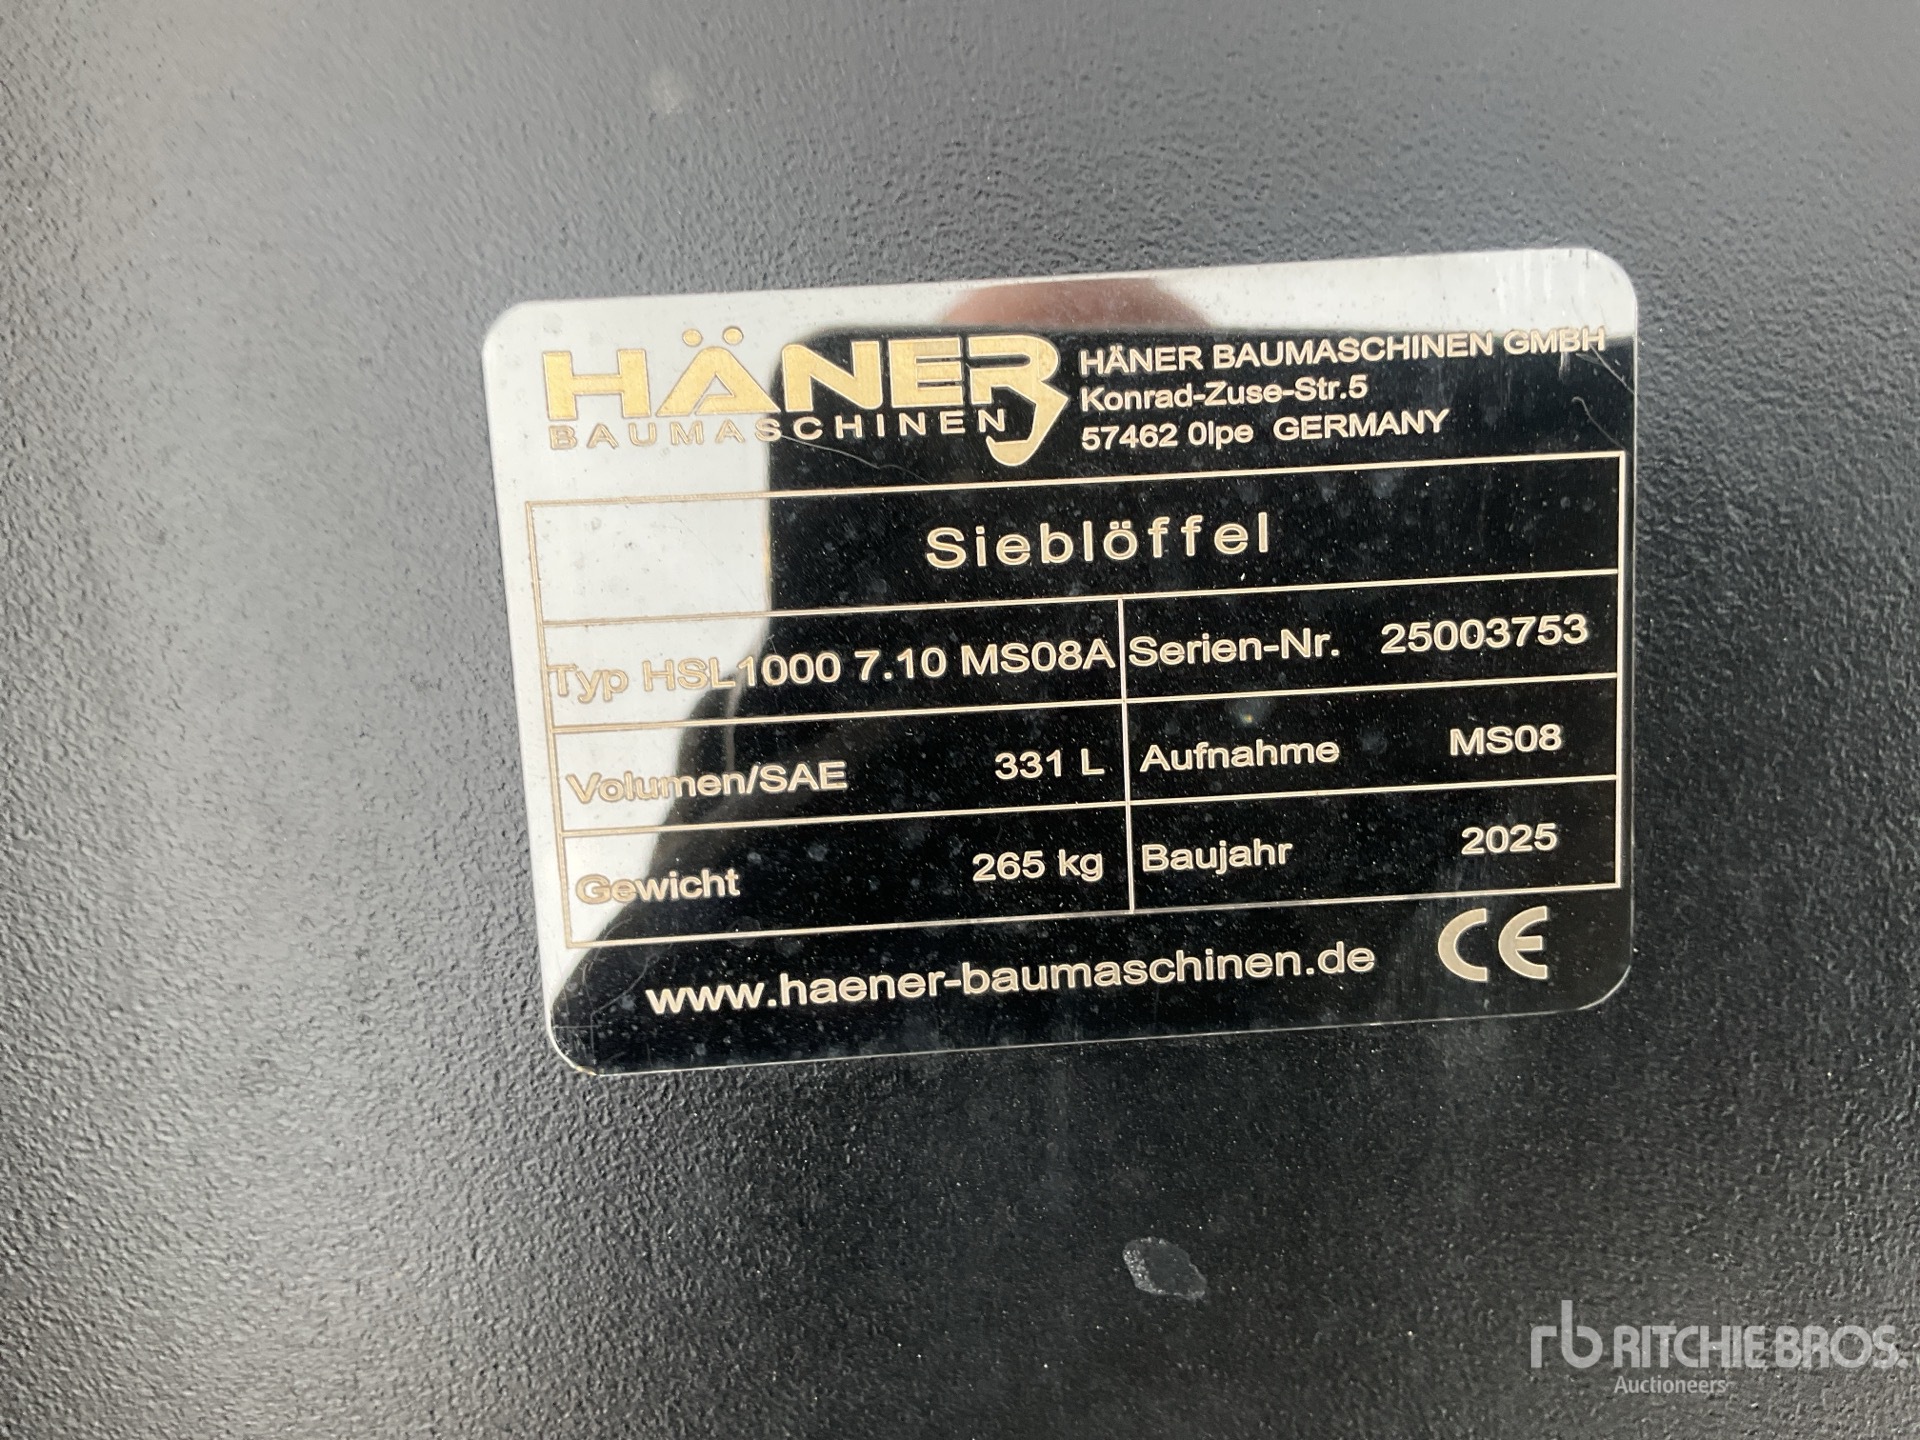 HÄNER
BAUMASCHINEN
HÄNER BAUMASCHINEN GMBH
Konrad-Zuse-Str.5
57462 Olpe GERMANY
Sieblöffel
Typ HSL1000 7.10 MS08A
Serien-Nr. 25003753
Volumen/SAE 331 L
Aufnahme MS08
Gewicht 265 kg
Baujahr 2025
www.haener-baumaschinen.de CE
rb RITCHIE BROS.
Auctioneers